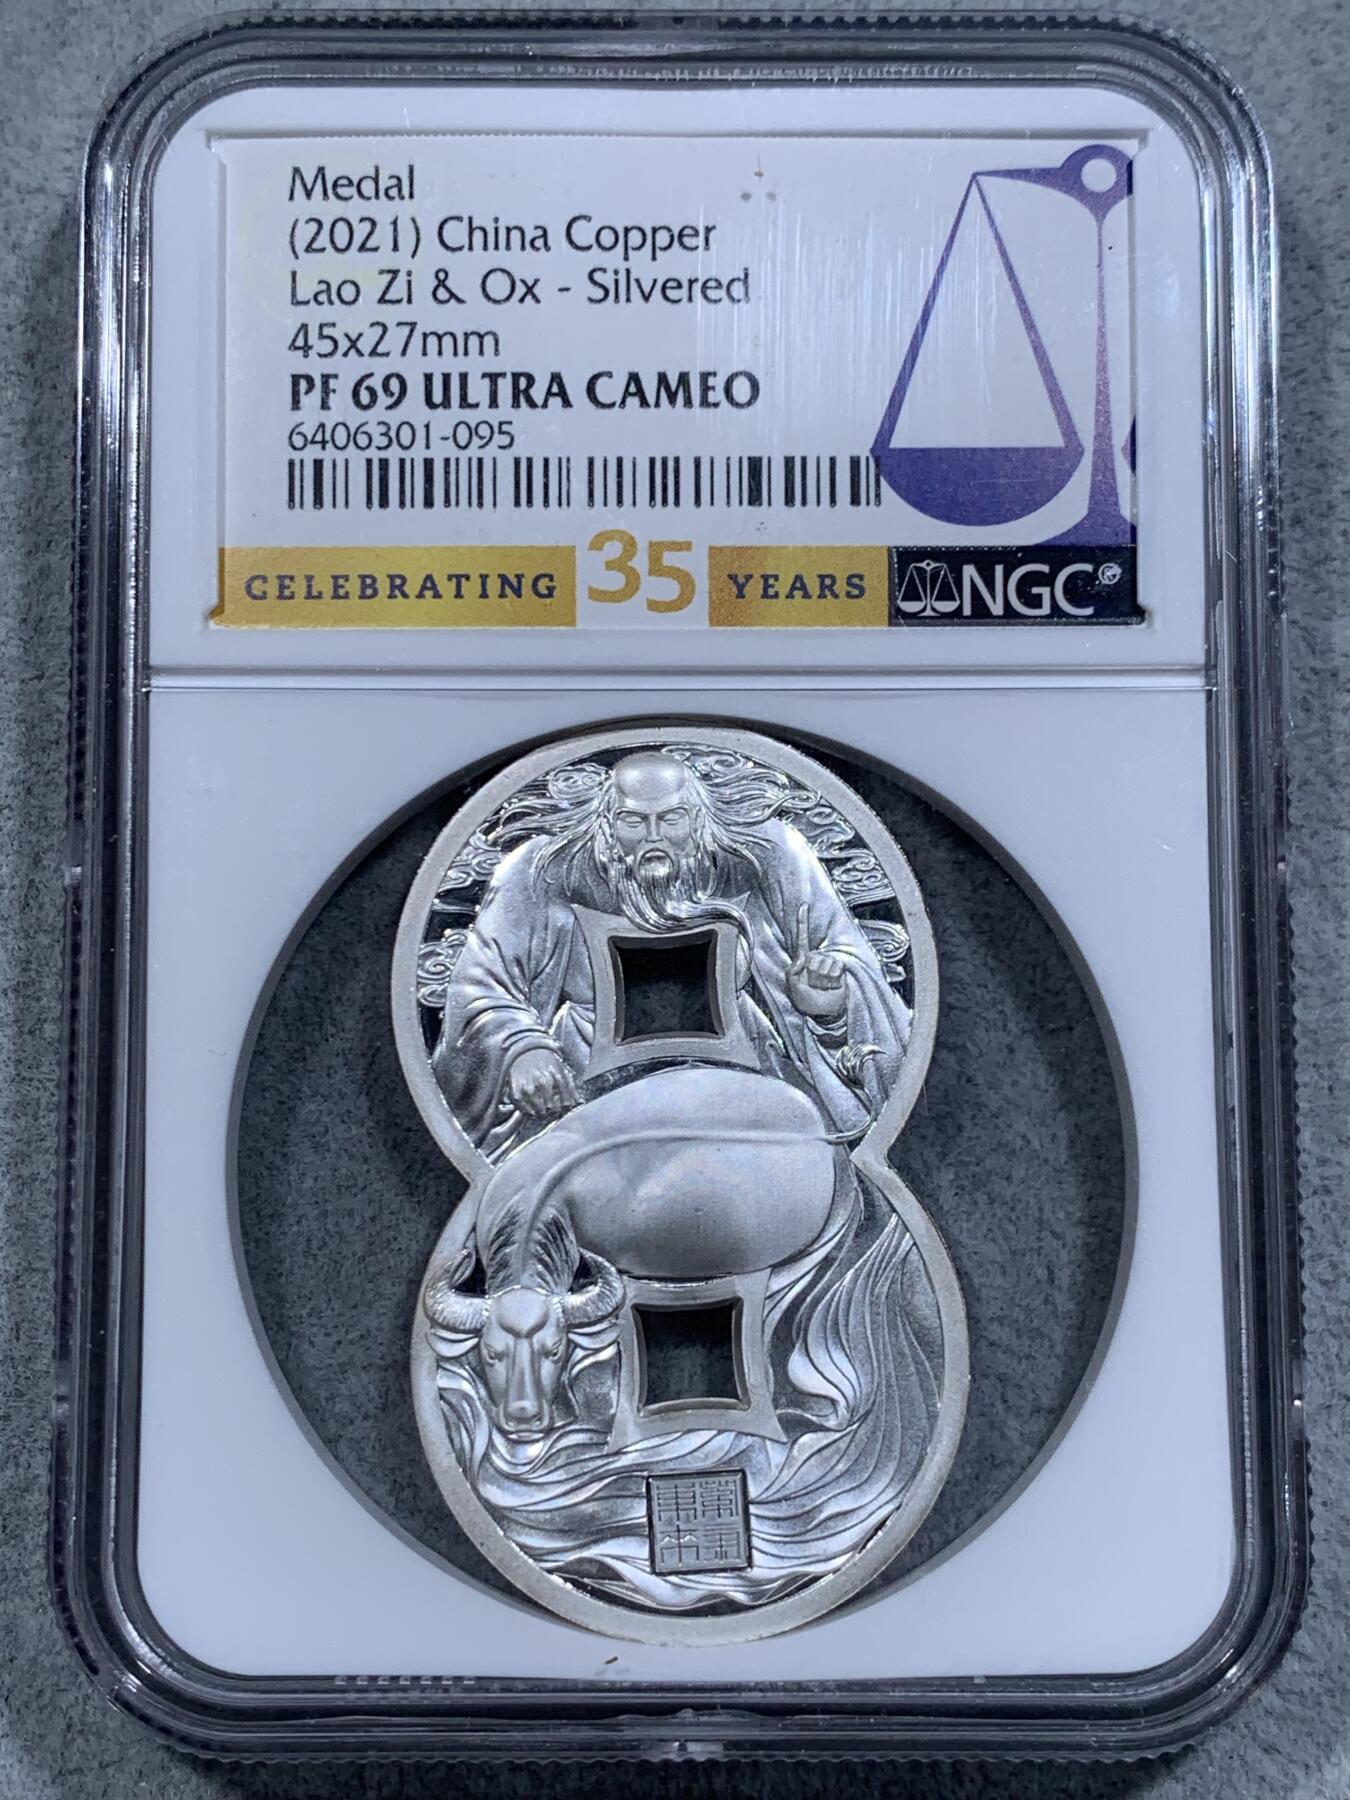 Medal
(2021) China Copper
Lao Zi & Ox - Silvered
45x27mm
PF 69 ULTRA CAMEO
6406301-095
CELEBRATING 35 YEARS NGC